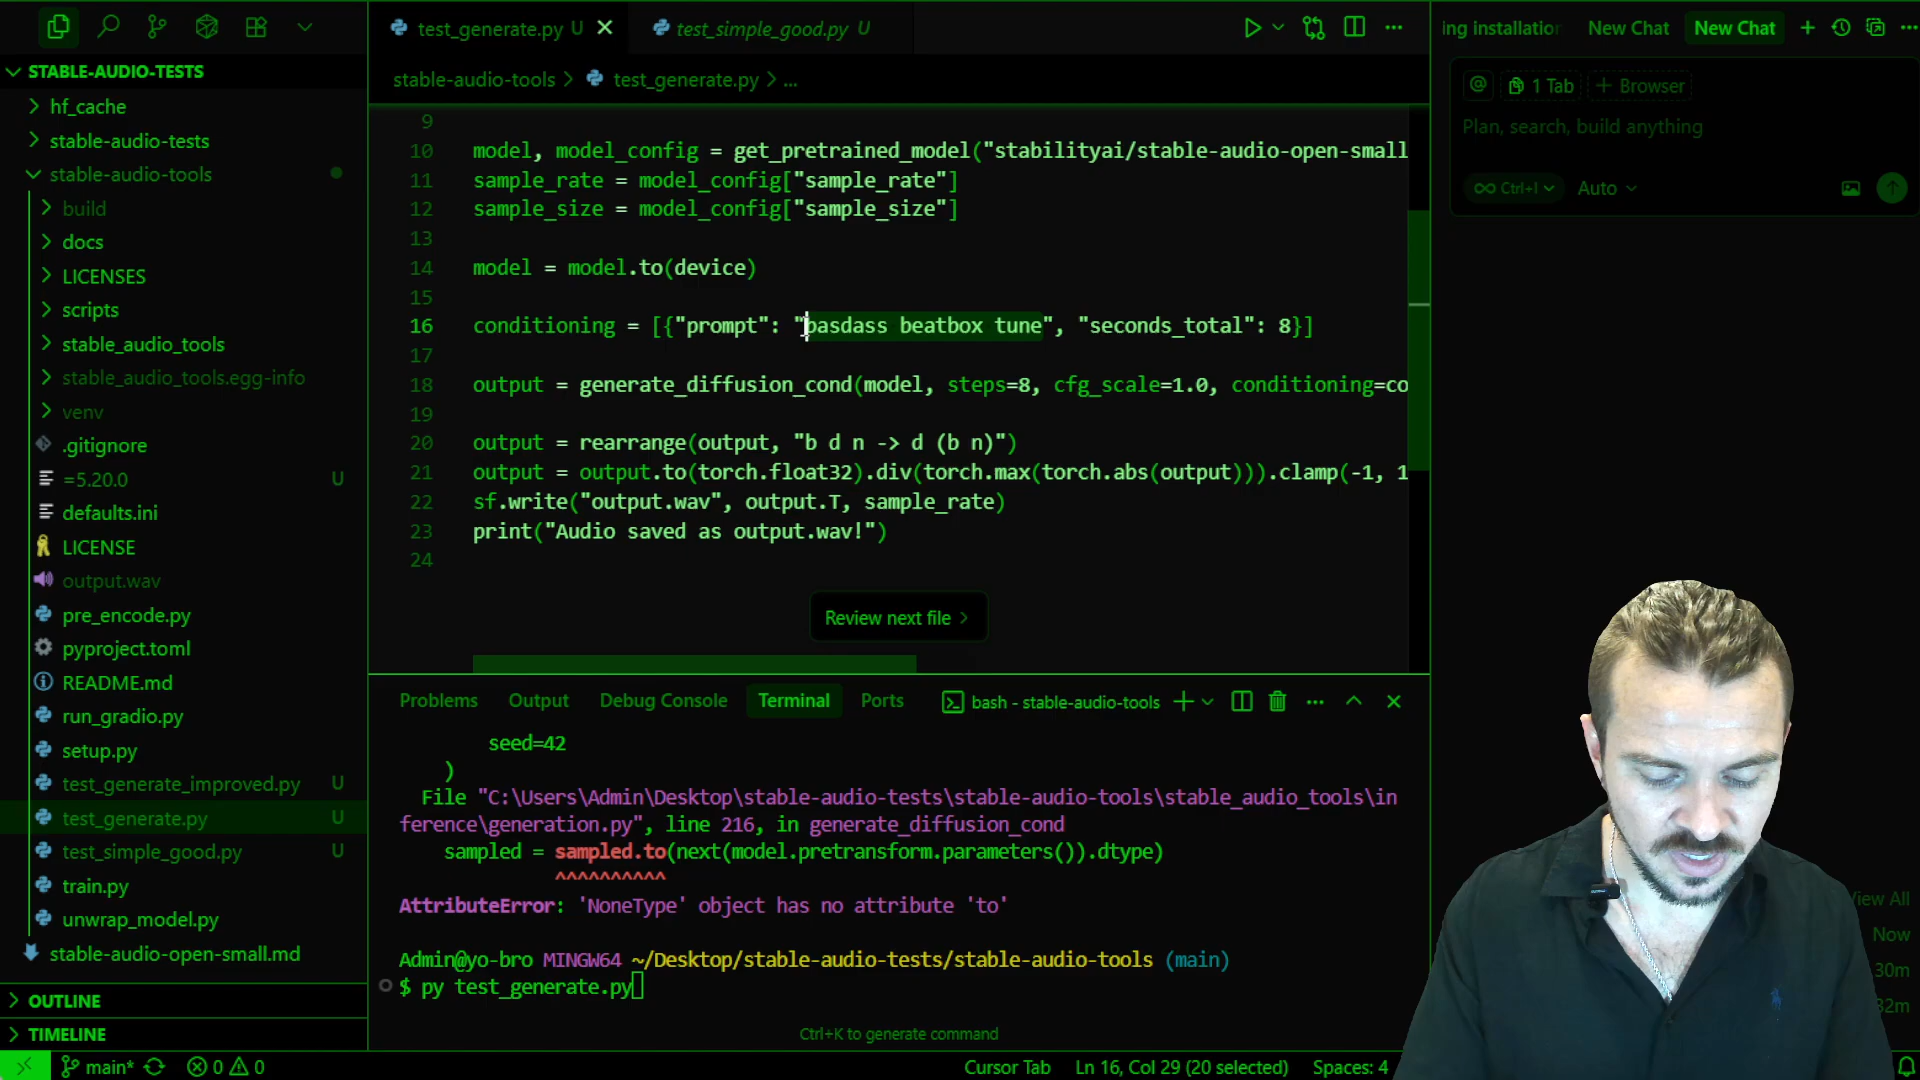 STABLE-AUDIO-TESTS
hf_cache
stable-audio-tests
stable-audio-tools
build
docs
LICENSES
scripts
stable_audio_tools
stable_audio_tools.egg-info
venv
.gitignore
=5.20.0 U
defaults.ini
LICENSE
output.wav
pre_encode.py
pyproject.toml
README.md
run_gradio.py
setup.py
test_generate_improved.py U
test_generate.py U
test_simple_good.py U
train.py
unwrap_model.py
stable-audio-open-small.md
OUTLINE
TIMELINE
test_generate.py U
test_simple_good.py U
stable-audio-tools > test_generate.py > ...
9
10 model, model_config = get_pretrained_model("stabilityai/stable-audio-open-small
11 sample_rate = model_config["sample_rate"]
12 sample_size = model_config["sample_size"]
13
14 model = model.to(device)
15
16 conditioning = [{"prompt": "basdass beatbox tune", "seconds_total": 8}]
17
18 output = generate_diffusion_cond(model, steps=8, cfg_scale=1.0, conditioning=co
19
20 output = rearrange(output, "b d n -> d (b n)")
21 output = output.to(torch.float32).div(torch.max(torch.abs(output))).clamp(-1, 1
22 sf.write("output.wav", output.T, sample_rate)
23 print("Audio saved as output.wav!")
24
Review next file >
Problems Output Debug Console Terminal Ports bash - stable-audio-tools
seed=42
)
File "C:\Users\Admin\Desktop\stable-audio-tests\stable-audio-tools\stable_audio_tools\in
ference\generation.py", line 216, in generate_diffusion_cond
sampled = sampled.to(next(model.pretransform.parameters()).dtype)
^^^^^^^^^^
AttributeError: 'NoneType' object has no attribute 'to'
Admin@yo-bro MINGW64 ~/Desktop/stable-audio-tests/stable-audio-tools (main)
$ py test_generate.py
Ctrl+K to generate command
ing installation New Chat New Chat
@ 1 Tab + Browser
Plan, search, build anything
Ctrl+I Auto
View All
Now
30m
32m
main* 0 0 Cursor Tab Ln 16, Col 29 (20 selected) Spaces: 4